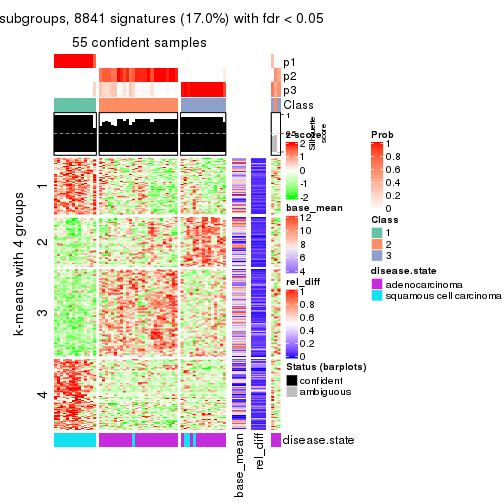 subgroups, 8841 signatures (17.0%) with fdr < 0.05
55 confident samples
p1
p2
p3
Class
1
Silhouette
score
k-means with 4 groups
1
2
3
4
base_mean
rel_diff
disease.state
z-score
2
1
0
-1
-2
base_mean
12
10
8
6
4
rel_diff
1
0.8
0.6
0.4
0.2
0
Status (barplots)
confident
ambiguous
Prob
1
0.8
0.6
0.4
0.2
0
Class
1
2
3
disease.state
adenocarcinoma
squamous cell carcinoma